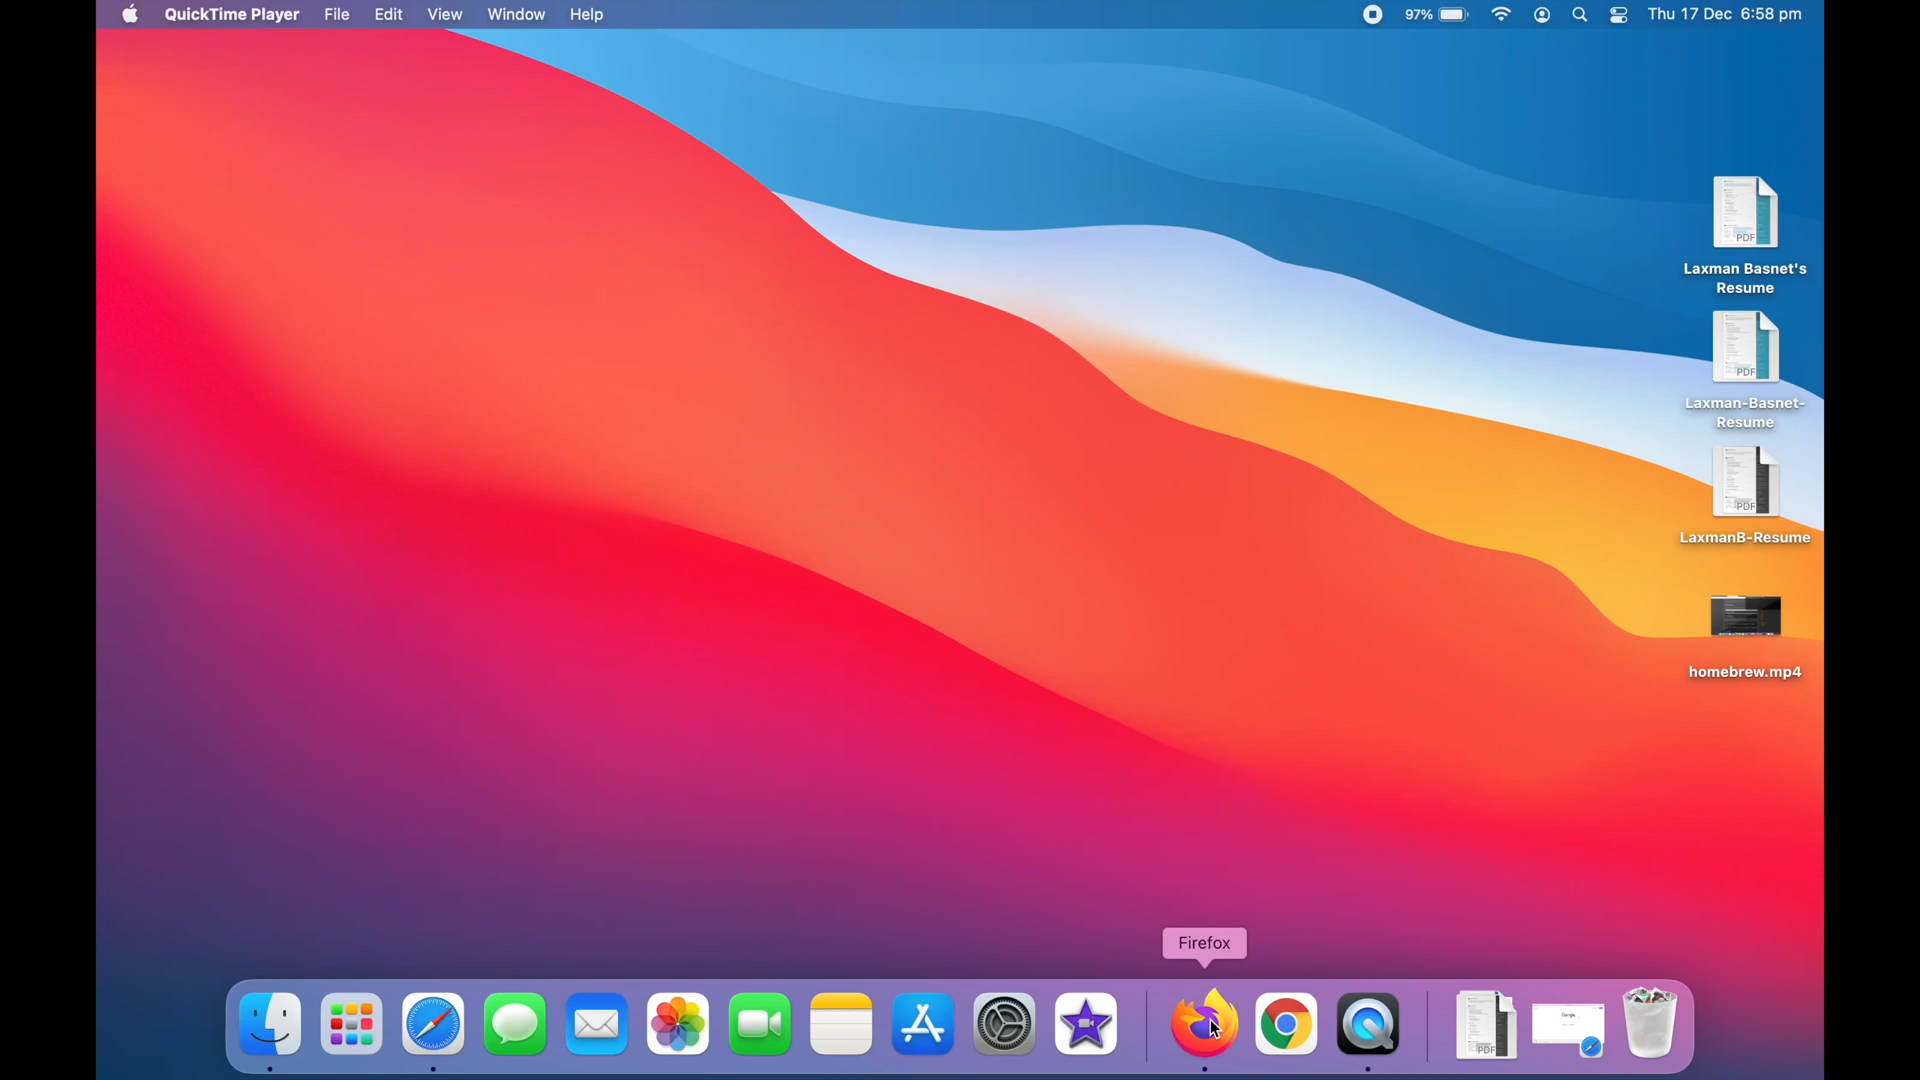 QuickTime Player File Edit View Window Help 97% Thu 17 Dec 6:58 pm
PDF
Laxman Basnet's
Resume
PDF
Laxman-Basnet-
Resume
PDF
LaxmanB-Resume
homebrew.mp4
Firefox
PDF
Google